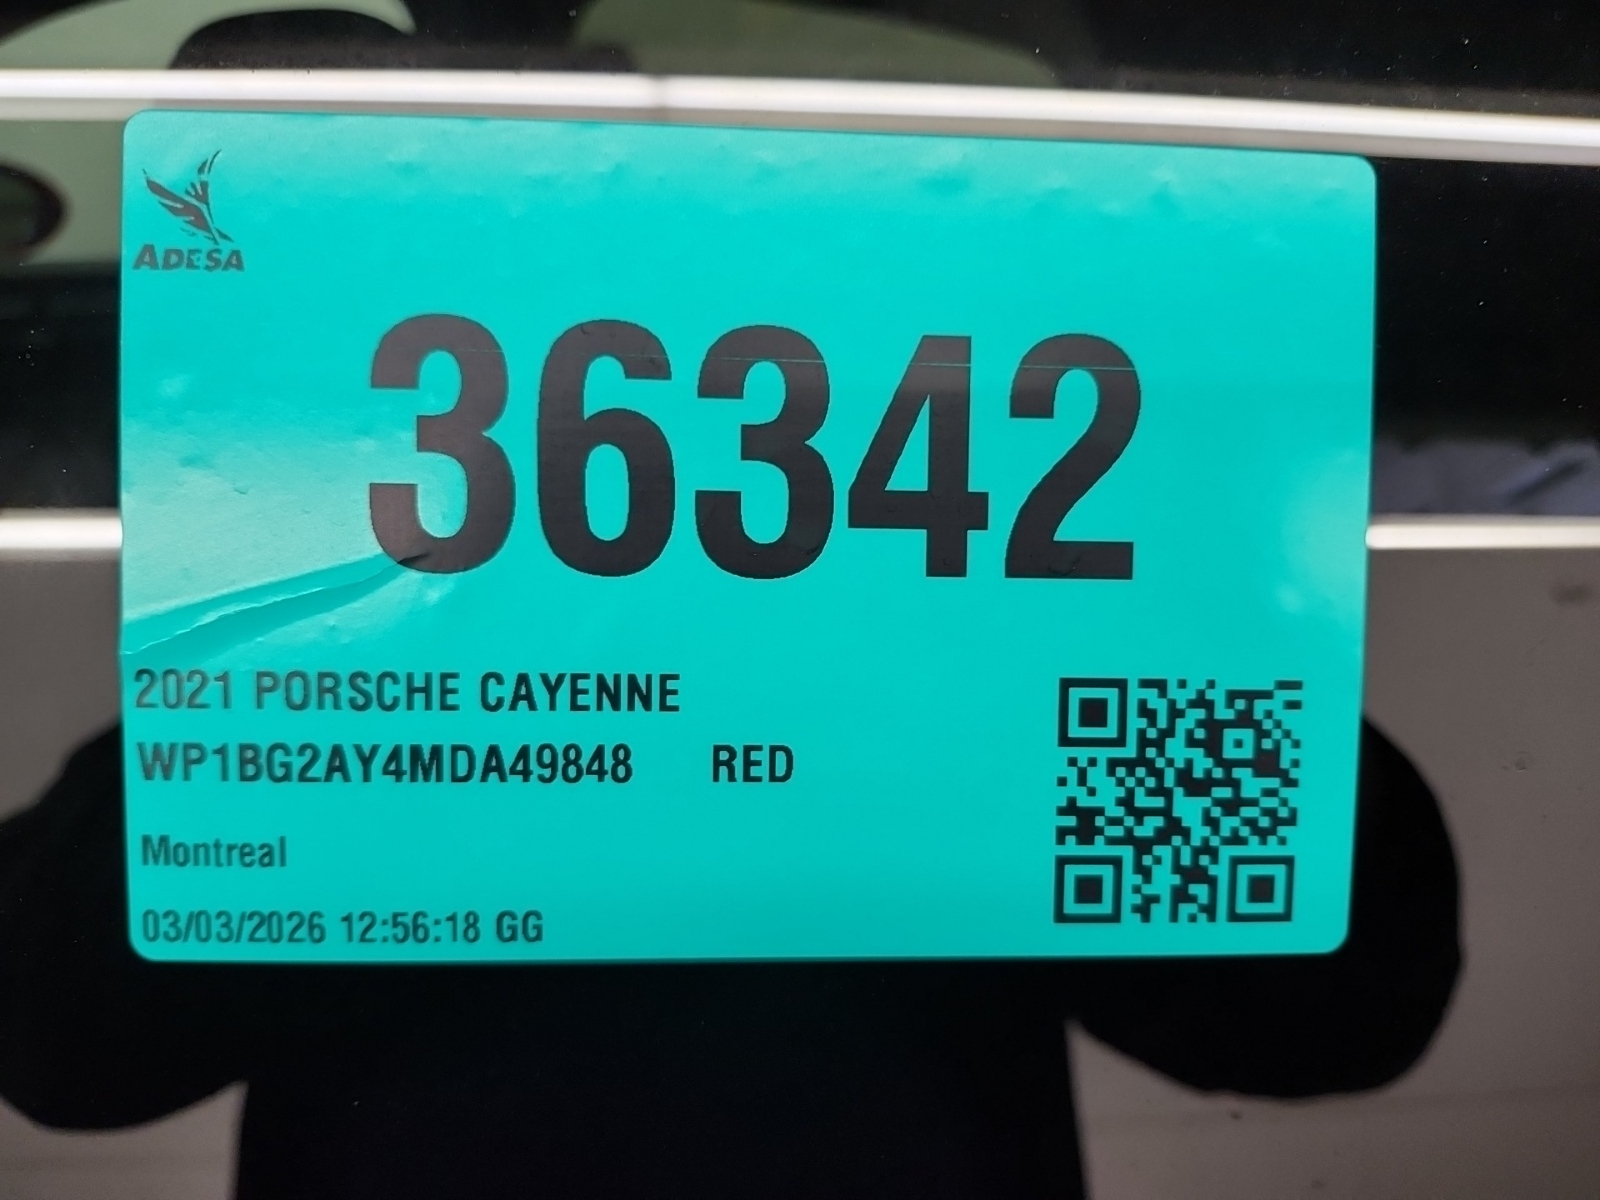 ADESA
36342
2021 PORSCHE CAYENNE
WP1BG2AY4MDA49848 RED
Montreal
03/03/2026 12:56:18 GG